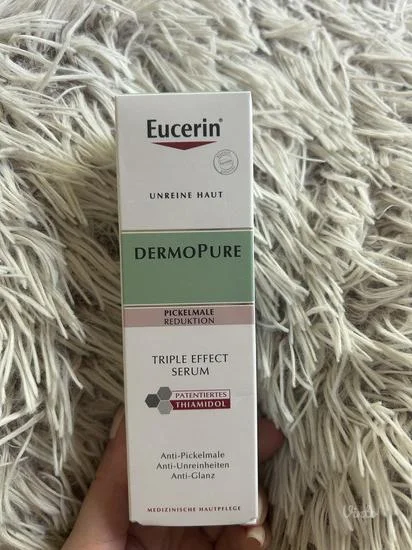 Eucerin®
UNREINE HAUT
DERMOPURE
PICKELMALE
REDUKTION
TRIPLE EFFECT
SERUM
PATENTIERTES
THIAMIDOL
Anti-Pickelmale
Anti-Unreinheiten
Anti-Glanz
MEDIZINISCHE HAUTPFLEGE